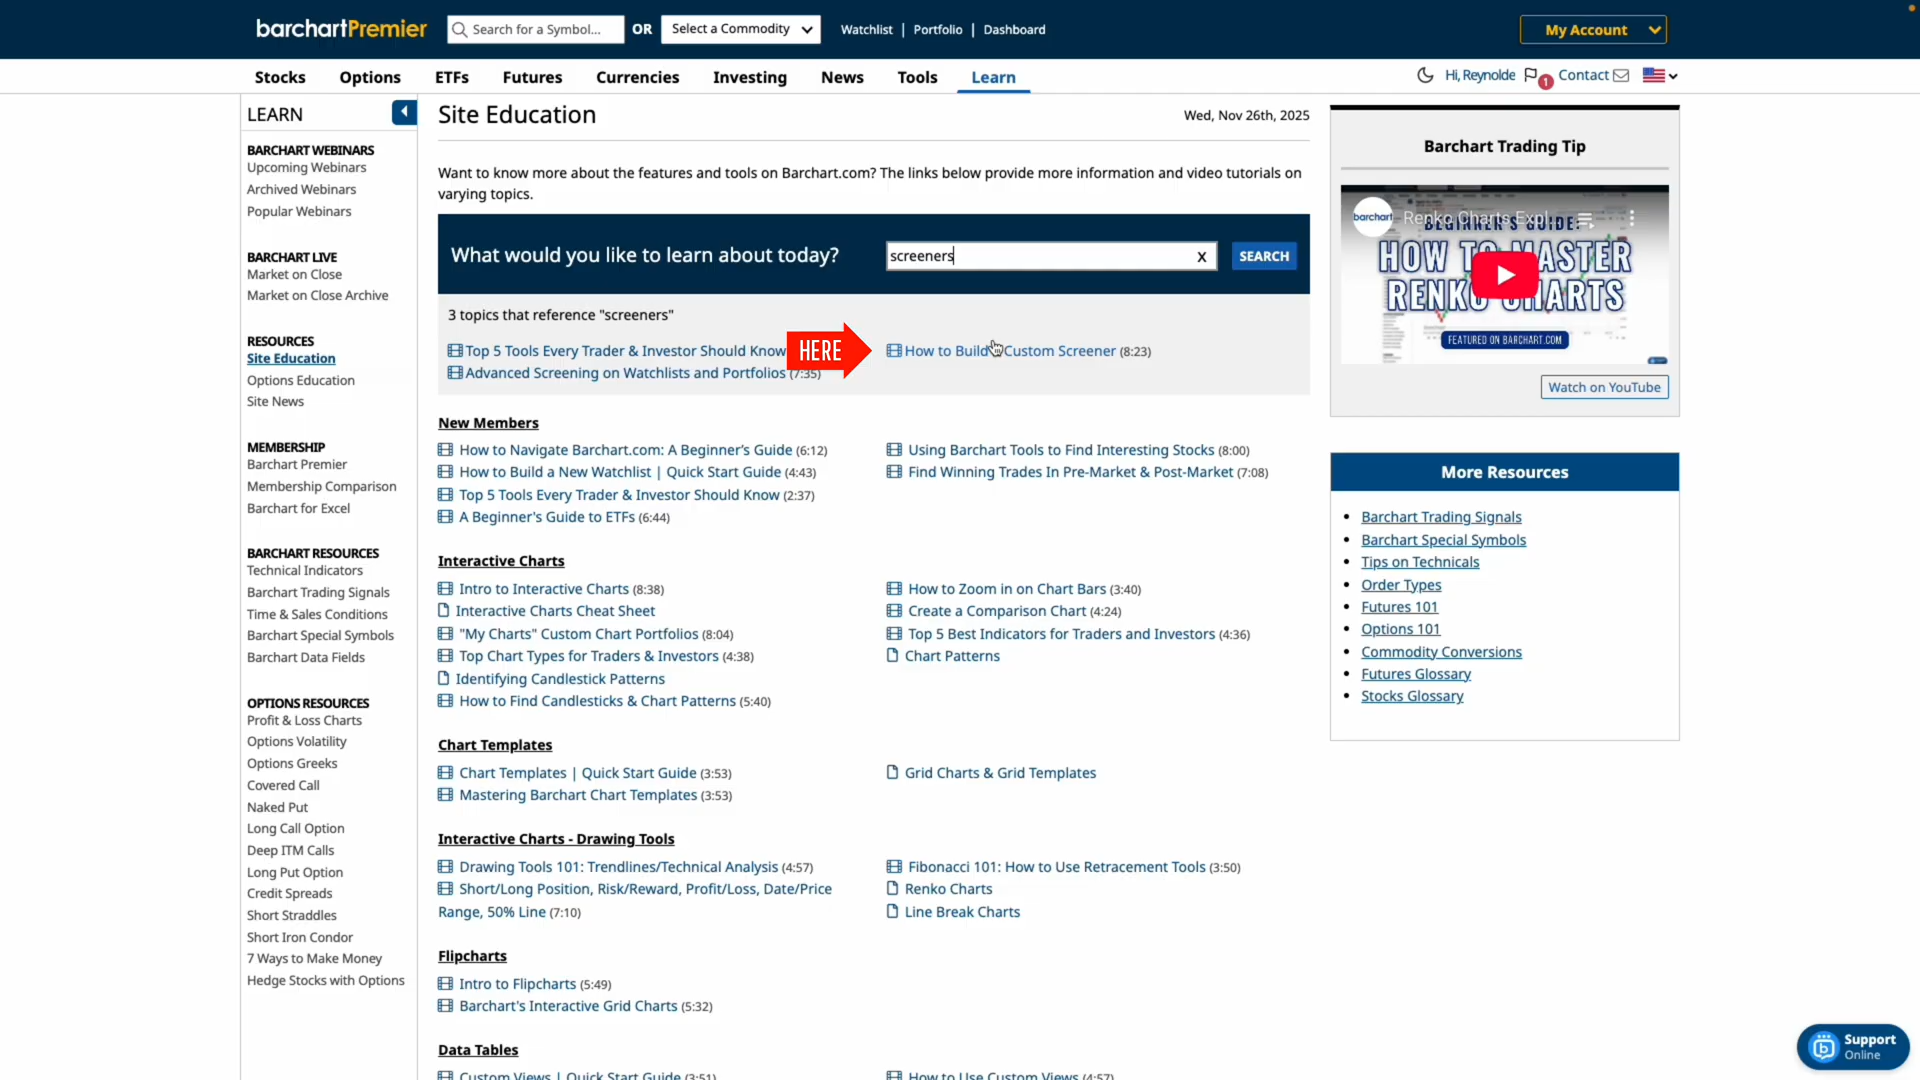 barchartPremier
Search for a Symbol...
OR
Select a Commodity
Watchlist | Portfolio | Dashboard
My Account
Stocks Options ETFs Futures Currencies Investing News Tools Learn
Hi, Reynolde
1
Contact
LEARN
BARCHART WEBINARS
Upcoming Webinars
Archived Webinars
Popular Webinars
BARCHART LIVE
Market on Close
Market on Close Archive
RESOURCES
Site Education
Options Education
Site News
MEMBERSHIP
Barchart Premier
Membership Comparison
Barchart for Excel
BARCHART RESOURCES
Technical Indicators
Barchart Trading Signals
Time & Sales Conditions
Barchart Special Symbols
Barchart Data Fields
OPTIONS RESOURCES
Profit & Loss Charts
Options Volatility
Options Greeks
Covered Call
Naked Put
Long Call Option
Deep ITM Calls
Long Put Option
Credit Spreads
Short Straddles
Short Iron Condor
7 Ways to Make Money
Hedge Stocks with Options
Site Education
Wed, Nov 26th, 2025
Want to know more about the features and tools on Barchart.com? The links below provide more information and video tutorials on
varying topics.
What would you like to learn about today?
screeners
x
SEARCH
3 topics that reference "screeners"
Top 5 Tools Every Trader & Investor Should Know
HERE
How to Build Custom Screener (8:23)
Advanced Screening on Watchlists and Portfolios (7:35)
New Members
How to Navigate Barchart.com: A Beginner's Guide (6:12)
How to Build a New Watchlist | Quick Start Guide (4:43)
Top 5 Tools Every Trader & Investor Should Know (2:37)
A Beginner's Guide to ETFs (6:44)
Using Barchart Tools to Find Interesting Stocks (8:00)
Find Winning Trades In Pre-Market & Post-Market (7:08)
Interactive Charts
Intro to Interactive Charts (8:38)
Interactive Charts Cheat Sheet
"My Charts" Custom Chart Portfolios (8:04)
Top Chart Types for Traders & Investors (4:38)
Identifying Candlestick Patterns
How to Find Candlesticks & Chart Patterns (5:40)
How to Zoom in on Chart Bars (3:40)
Create a Comparison Chart (4:24)
Top 5 Best Indicators for Traders and Investors (4:36)
Chart Patterns
Chart Templates
Chart Templates | Quick Start Guide (3:53)
Mastering Barchart Chart Templates (3:53)
Grid Charts & Grid Templates
Interactive Charts - Drawing Tools
Drawing Tools 101: Trendlines/Technical Analysis (4:57)
Short/Long Position, Risk/Reward, Profit/Loss, Date/Price
Range, 50% Line (7:10)
Fibonacci 101: How to Use Retracement Tools (3:50)
Renko Charts
Line Break Charts
Flipcharts
Intro to Flipcharts (5:49)
Barchart's Interactive Grid Charts (5:32)
Data Tables
Custom Views | Quick Start Guide (3:51)
How to Use Custom Views (4:57)
Barchart Trading Tip
barchart
Renko Charts Expl...
BEGINNER'S GUIDE:
HOW TO MASTER
RENKO CHARTS
FEATURED ON BARCHART.COM
Watch on YouTube
More Resources
Barchart Trading Signals
Barchart Special Symbols
Tips on Technicals
Order Types
Futures 101
Options 101
Commodity Conversions
Futures Glossary
Stocks Glossary
Support
Online